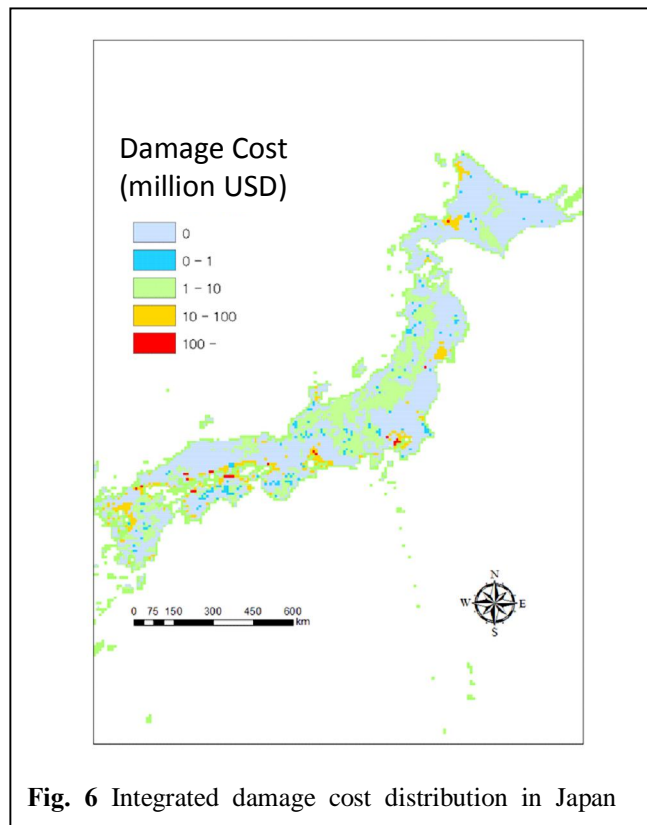 Damage Cost
(million USD)
0
0 - 1
1 - 10
10 - 100
100 -
0 75 150 300 450 600
km
N
W E
S
Fig. 6 Integrated damage cost distribution in Japan